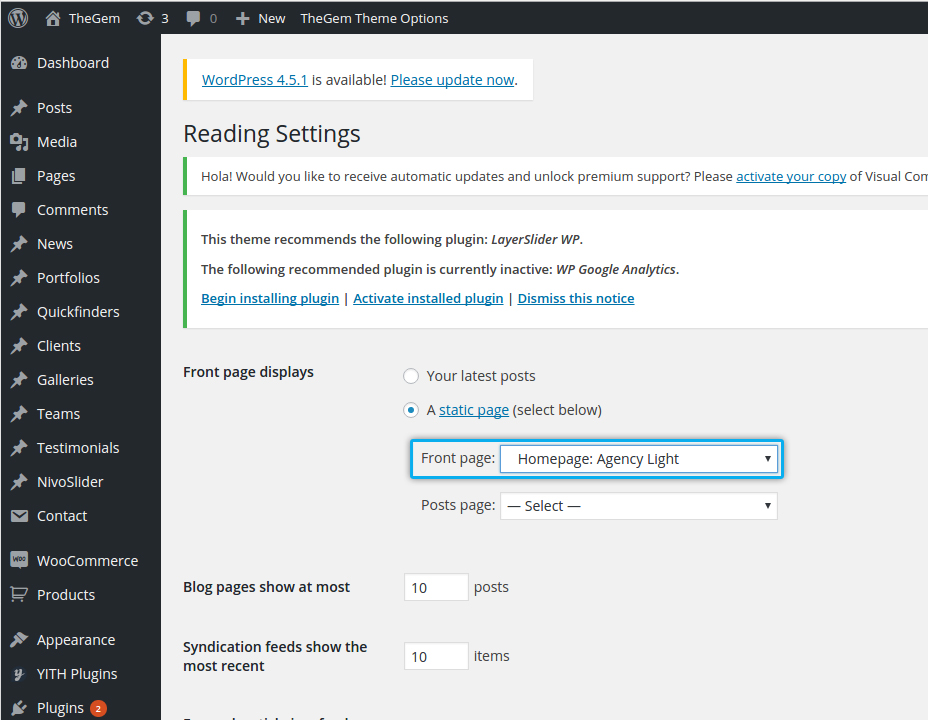 TheGem 3 0 New TheGem Theme Options
Dashboard
Posts
Media
Pages
Comments
News
Portfolios
Quickfinders
Clients
Galleries
Teams
Testimonials
NivoSlider
Contact
WooCommerce
Products
Appearance
YITH Plugins
Plugins 2
WordPress 4.5.1 is available! Please update now.
Reading Settings
Hola! Would you like to receive automatic updates and unlock premium support? Please activate your copy of Visual Com
This theme recommends the following plugin: LayerSlider WP.
The following recommended plugin is currently inactive: WP Google Analytics.
Begin installing plugin | Activate installed plugin | Dismiss this notice
Front page displays
Your latest posts
A static page (select below)
Front page: Homepage: Agency Light
Posts page: — Select —
Blog pages show at most 10 posts
Syndication feeds show the
most recent
10 items